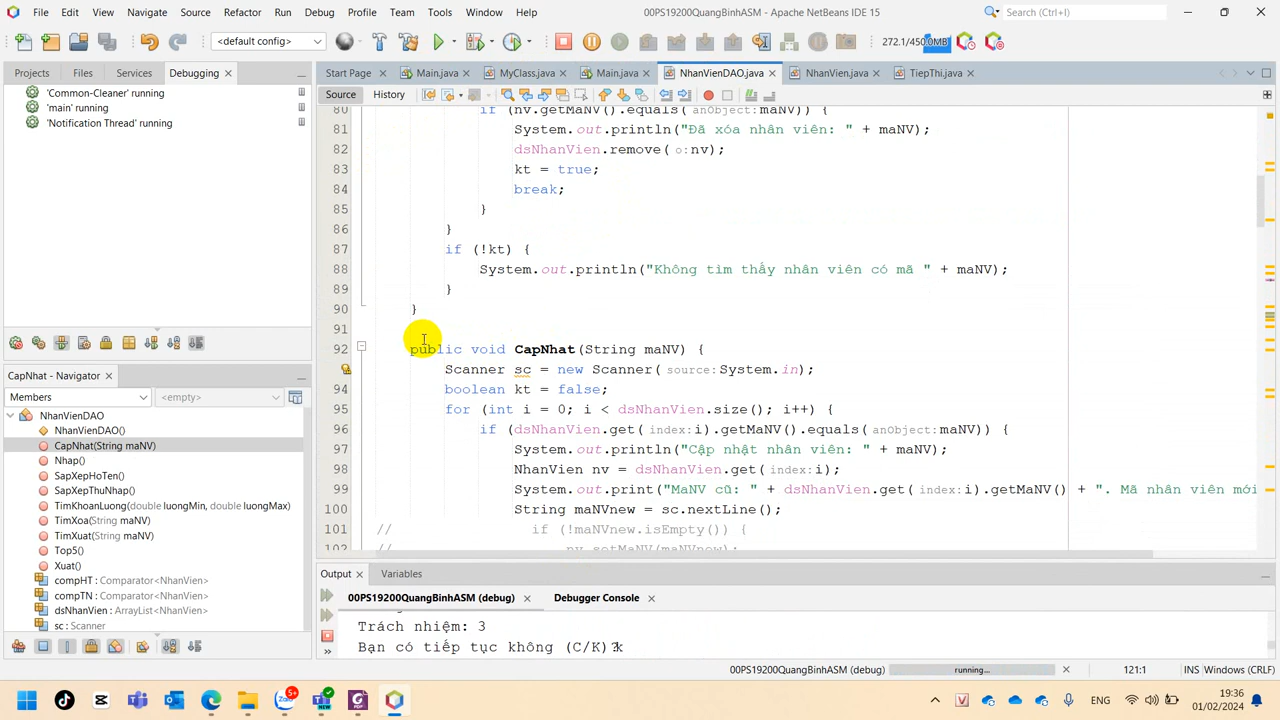 File Edit View Navigate Source Refactor Run Debug Profile Team Tools Window Help 00PS19200QuangBinhASM - Apache NetBeans IDE 15 Search (Ctrl+I)
<default config> 272.1/450.0MB
Projects Files Services Debugging Start Page Main.java MyClass.java Main.java NhanVienDAO.java NhanVien.java TiepThi.java
'Common-Cleaner' running
'main' running
'Notification Thread' running
Source History
80 if (nv.getMaNV().equals(anObject:maNV)) {
81 System.out.println("Đã xóa nhân viên: " + maNV);
82 dsNhanVien.remove(o:nv);
83 kt = true;
84 break;
85 }
86 }
87 if (!kt) {
88 System.out.println("Không tìm thấy nhân viên có mã " + maNV);
89 }
90 }
91
92 public void CapNhat(String maNV) {
Scanner sc = new Scanner(source:System.in);
94 boolean kt = false;
95 for (int i = 0; i < dsNhanVien.size(); i++) {
96 if (dsNhanVien.get(index:i).getMaNV().equals(anObject:maNV)) {
97 System.out.println("Cập nhật nhân viên: " + maNV);
98 NhanVien nv = dsNhanVien.get(index:i);
99 System.out.print("MaNV cũ: " + dsNhanVien.get(index:i).getMaNV() + ". Mã nhân viên mới
100 String maNVnew = sc.nextLine();
101 // if (!maNVnew.isEmpty()) {
102 // nv.setMaNV(maNVnew);
CapNhat - Navigator
Members <empty>
NhanVienDAO
NhanVienDAO()
CapNhat(String maNV)
Nhap()
SapXepHoTen()
SapXepThuNhap()
TimKhoanLuong(double luongMin, double luongMax)
TimXoa(String maNV)
TimXuat(String maNV)
Top5()
Xuat()
compHT : Comparator<NhanVien>
compTN : Comparator<NhanVien>
dsNhanVien : ArrayList<NhanVien>
sc : Scanner
Output Variables
00PS19200QuangBinhASM (debug) Debugger Console
Trách nhiệm: 3
Bạn có tiếp tục không (C/K)?k
00PS19200QuangBinhASM (debug) running... 121:1 INS Windows (CRLF)
5+
NEW
ENG 19:36
01/02/2024